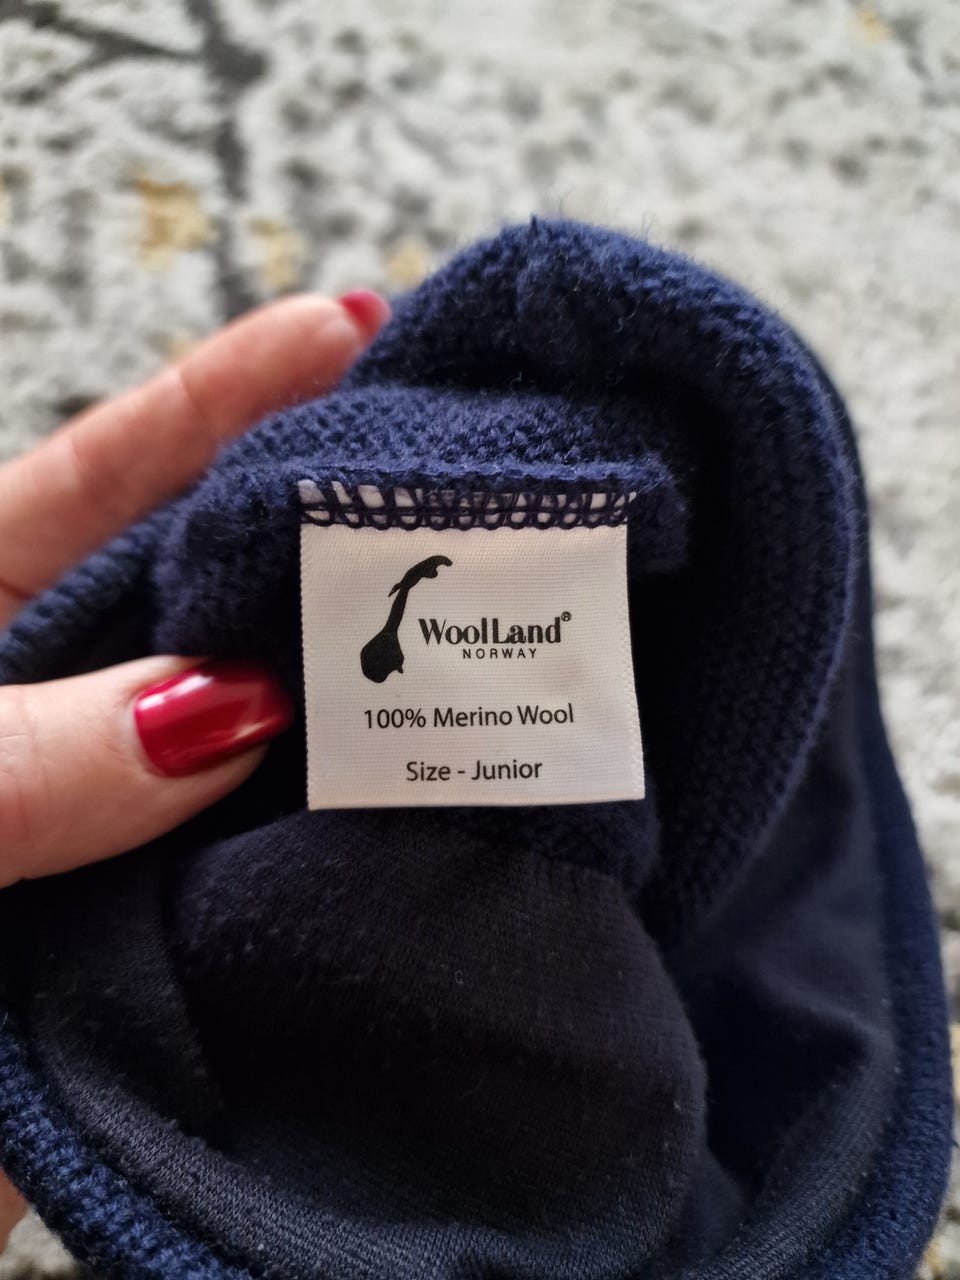 WoolLand®
NORWAY
100% Merino Wool
Size - Junior